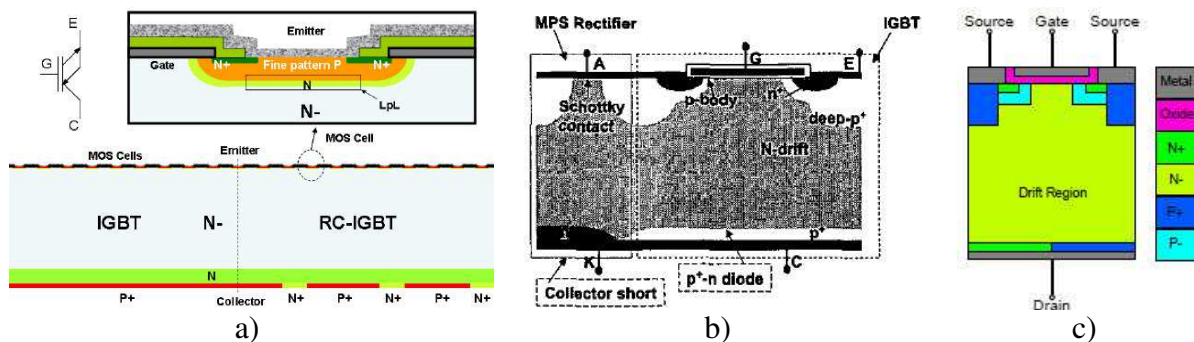 E
G
C
Emitter
Gate
N+
Fine pattern P
N+
N
LpL
N-
MOS Cell
MOS Cells
Emitter
IGBT
N-
RC-IGBT
N
P+
Collector
N+
P+
N+
P+
N+
a)
MPS Rectifier
IGBT
A
G
E
Schottky
contact
p-body
n+
deep-p+
N-drift
p+
K
C
Collector short
p+-n diode
b)
Source
Gate
Source
Drift Region
Drain
Metal
Oxide
N+
N-
P+
P-
c)